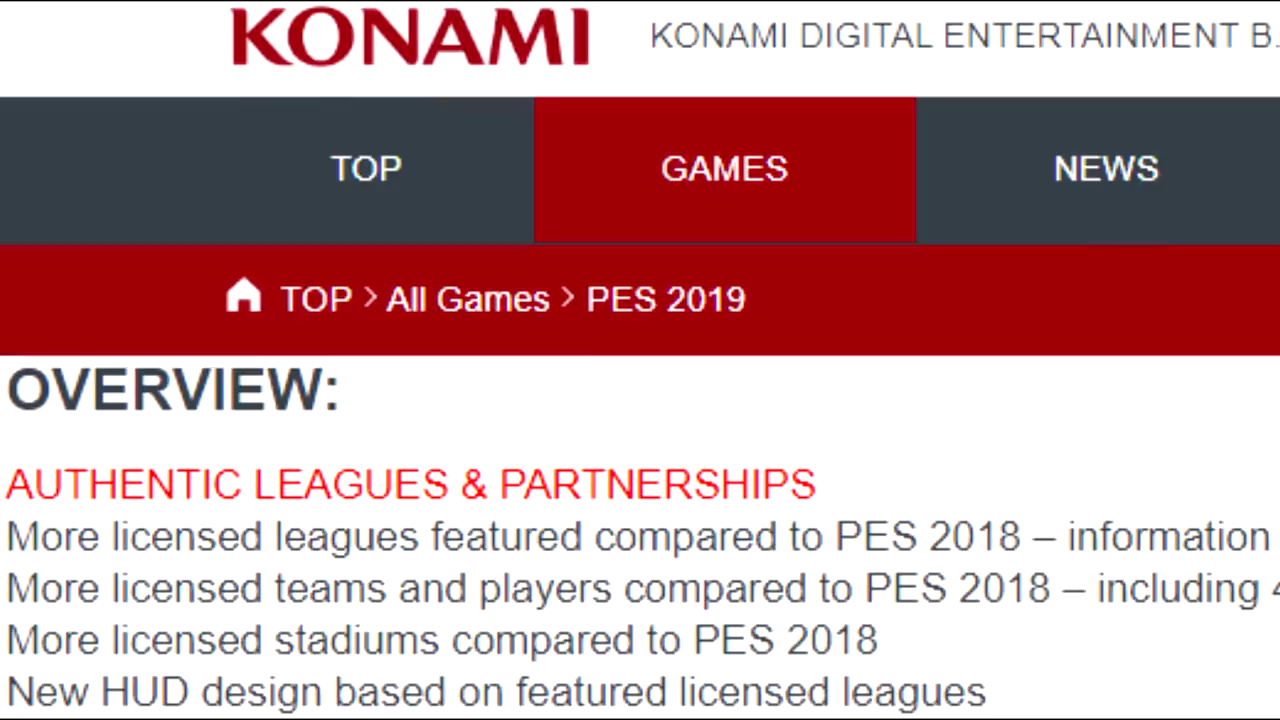 KONAMI KONAMI DIGITAL ENTERTAINMENT B.
TOP GAMES NEWS
TOP > All Games > PES 2019
OVERVIEW:
AUTHENTIC LEAGUES & PARTNERSHIPS
More licensed leagues featured compared to PES 2018 – information
More licensed teams and players compared to PES 2018 – including
More licensed stadiums compared to PES 2018
New HUD design based on featured licensed leagues